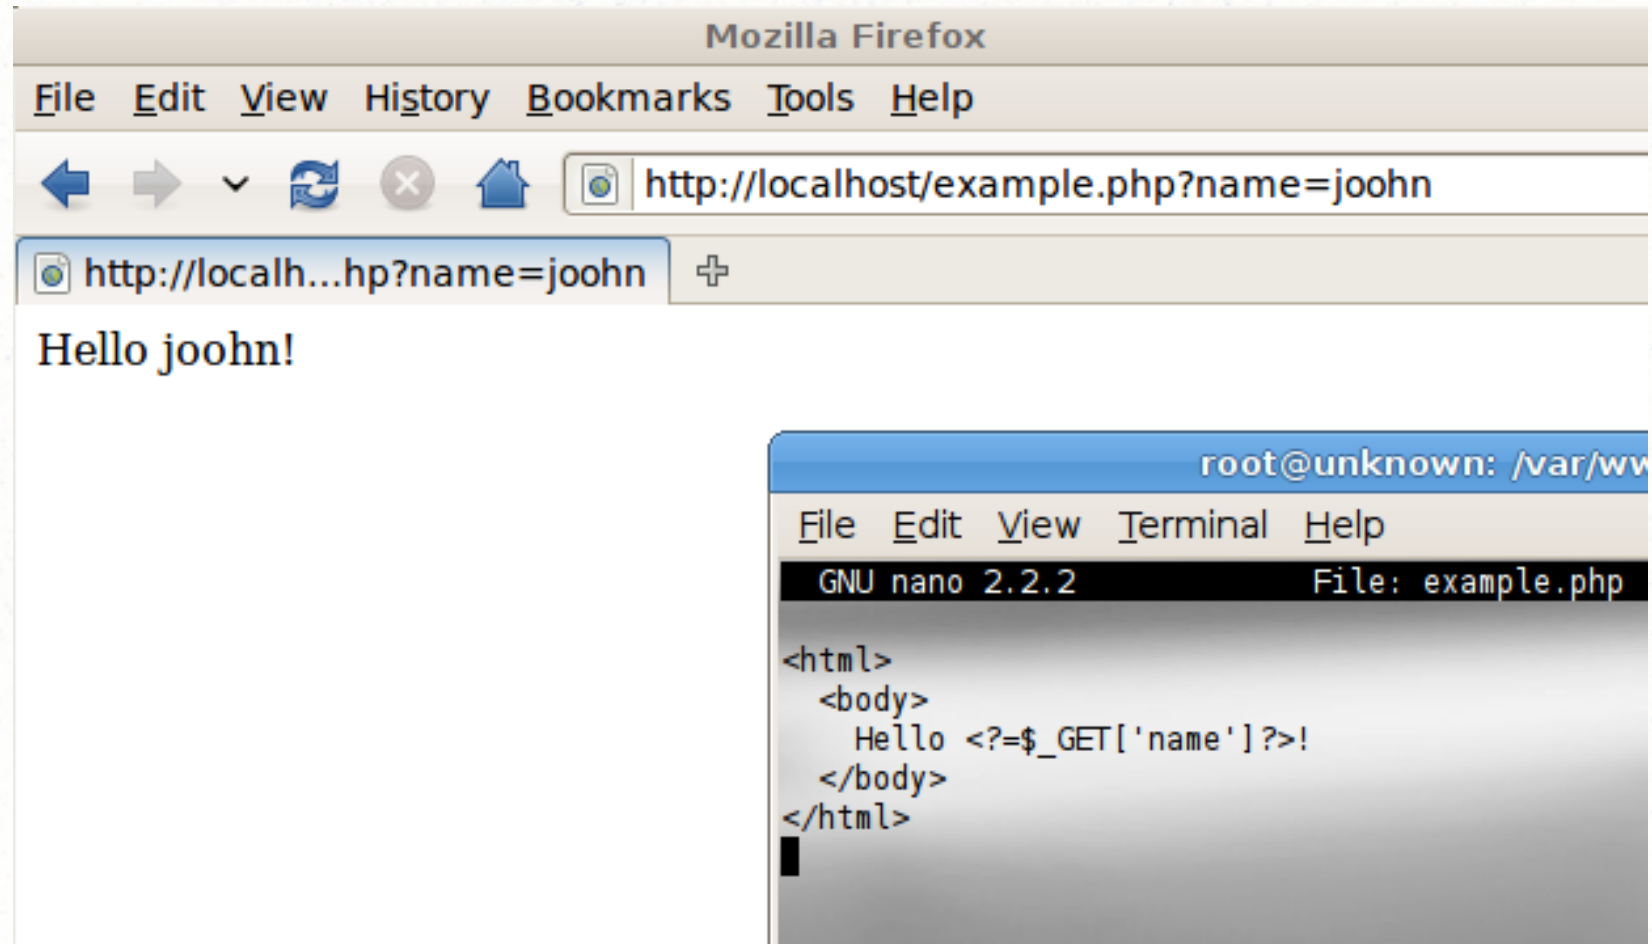 Mozilla Firefox
File Edit View History Bookmarks Tools Help
http://localhost/example.php?name=joohn
http://localh...hp?name=joohn
Hello joohn!
root@unknown: /var/ww
File Edit View Terminal Help
GNU nano 2.2.2 File: example.php
<html>
<body>
Hello <?=$_GET['name']?>!
</body>
</html>